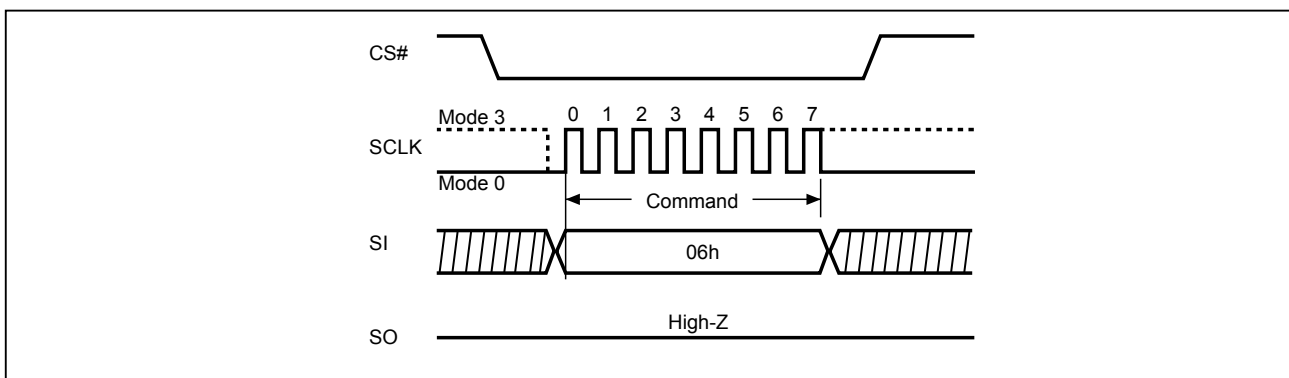 CS#
Mode 3
0 1 2 3 4 5 6 7
SCLK
Mode 0
Command
SI
06h
High-Z
SO